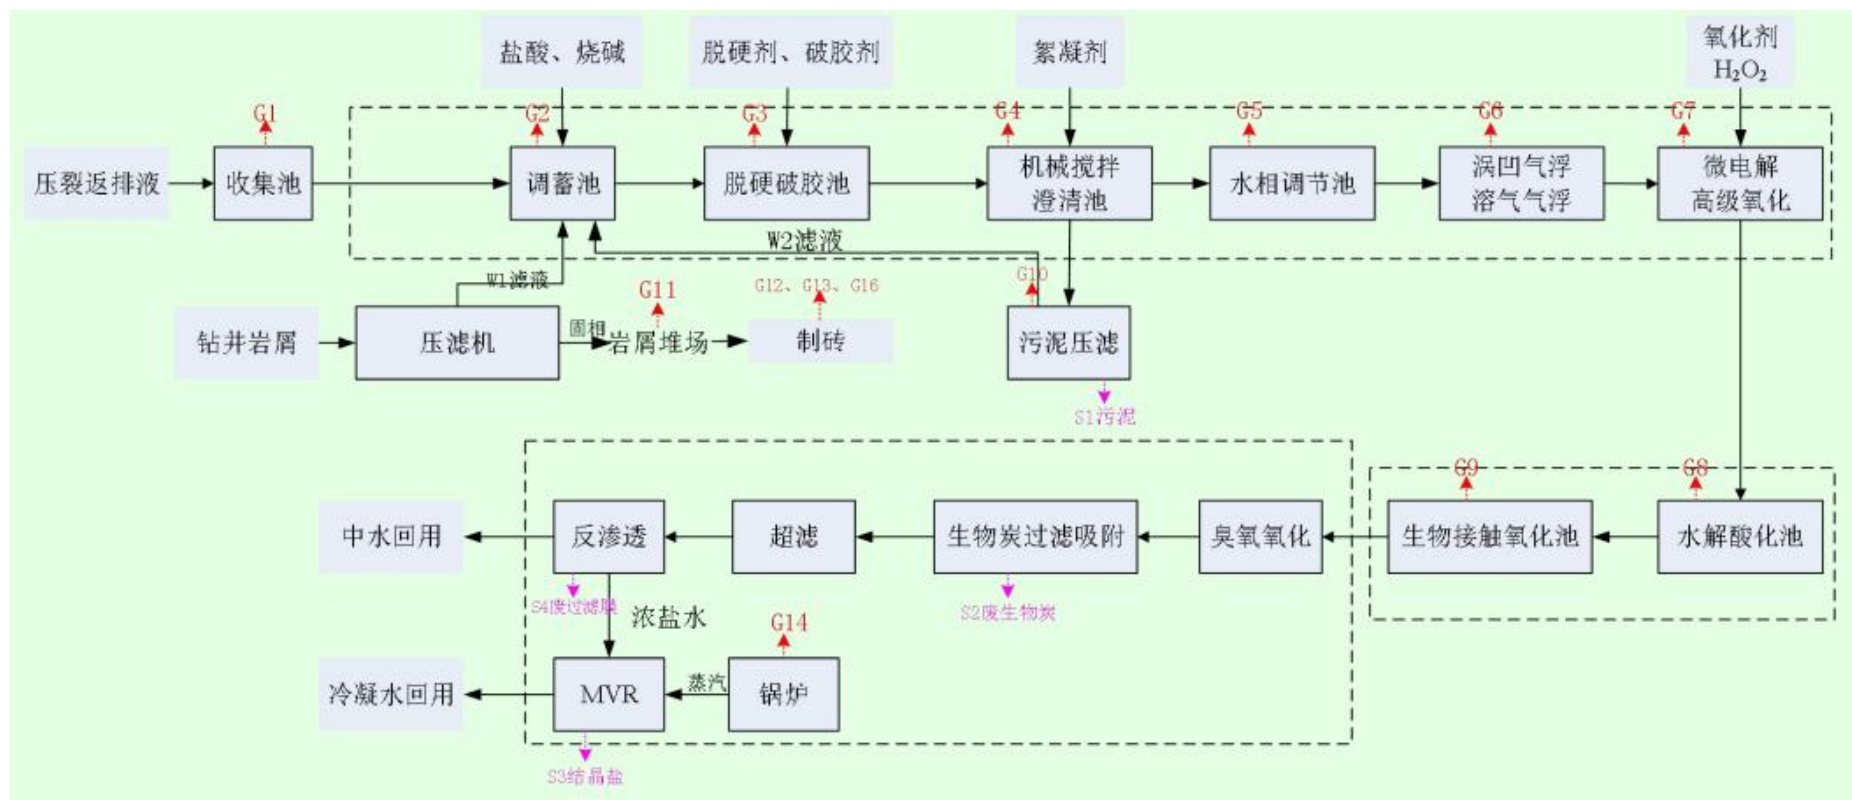 盐酸、烧碱
脱硬剂、破胶剂
絮凝剂
氧化剂
H₂O₂
G1
G2
G3
G4
G5
G6
G7
压裂返排液
收集池
调蓄池
脱硬破胶池
机械搅拌
澄清池
水相调节池
涡凹气浮
溶气气浮
微电解
高级氧化
W2滤液
W1滤液
G11
G12、G13、G16
G10
钻井岩屑
压滤机
固相
岩屑堆场
制砖
污泥压滤
S1污泥
G9
G8
中水回用
反渗透
超滤
生物炭过滤吸附
臭氧氧化
生物接触氧化池
水解酸化池
S4废过滤膜
浓盐水
S2废生物炭
G14
冷凝水回用
MVR
蒸汽
锅炉
S3结晶盐